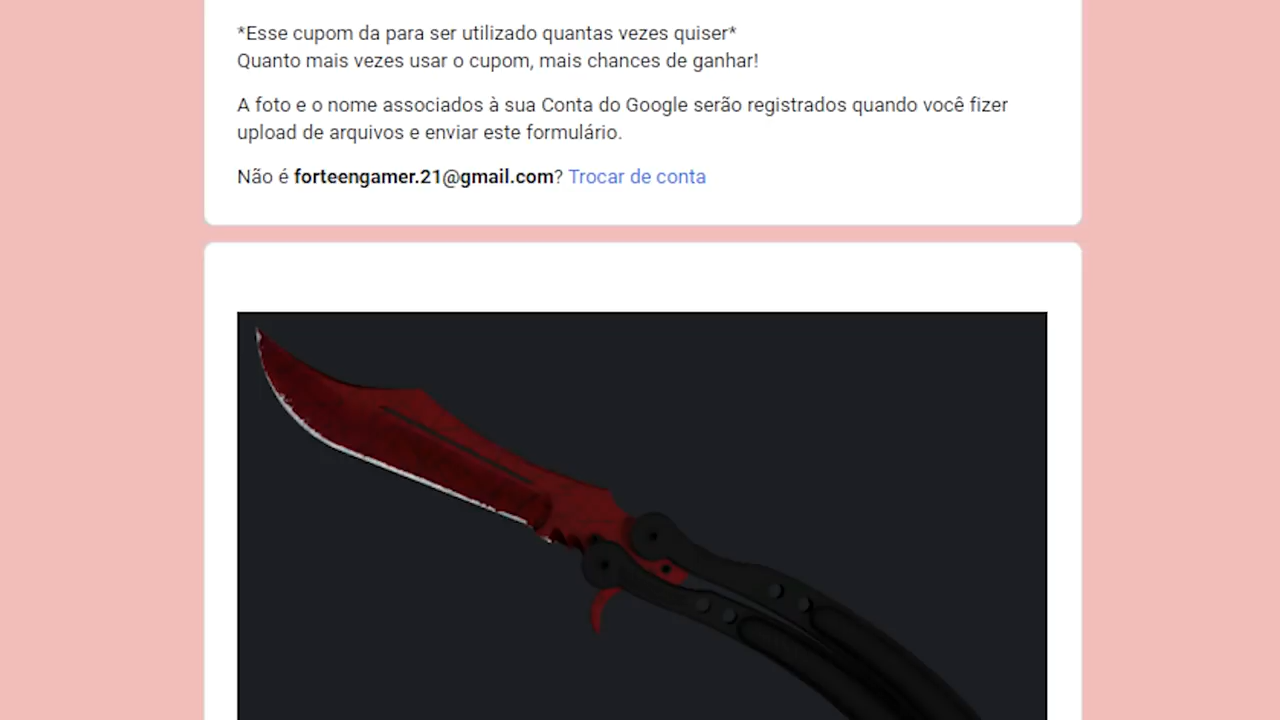 *Esse cupom da para ser utilizado quantas vezes quiser*
Quanto mais vezes usar o cupom, mais chances de ganhar!
A foto e o nome associados à sua Conta do Google serão registrados quando você fizer
upload de arquivos e enviar este formulário.
Não é forteengamer.21@gmail.com? Trocar de conta